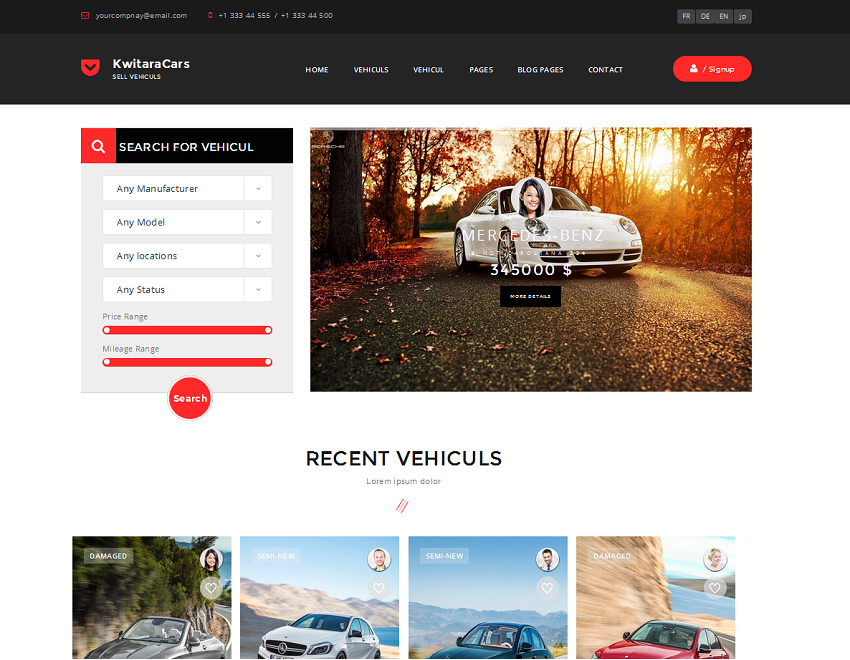 yourcompnay@email.com
+1 333 44 555 / +1 333 44 500
FR DE EN jp
KwitaraCars
SELL VEHICULS
HOME VEHICULS VEHICUL PAGES BLOG PAGES CONTACT
/ Signup
SEARCH FOR VEHICUL
Any Manufacturer
Any Model
Any locations
Any Status
Price Range
Mileage Range
Search
PORSCHE
MERCEDES-BENZ
345000 $
MORE DETAILS
RECENT VEHICULS
Lorem ipsum dolor
DAMAGED
SEMI-NEW
SEMI-NEW
DAMAGED